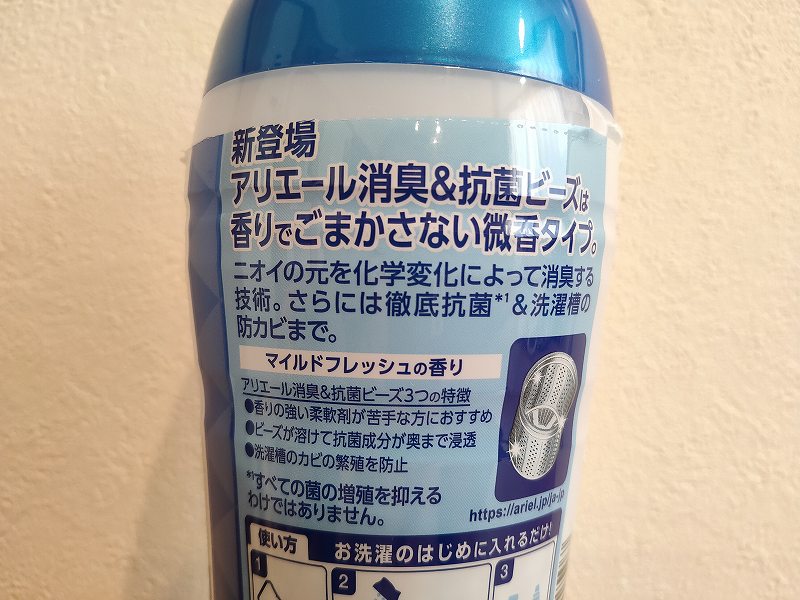 新登場
アリエール消臭&抗菌ビーズは
香りでごまかさない微香タイプ。
ニオイの元を化学変化によって消臭する
技術。さらには徹底抗菌*1&洗濯槽の
防カビまで。
マイルドフレッシュの香り
アリエール消臭&抗菌ビーズ3つの特徴
●香りの強い柔軟剤が苦手な方におすすめ
●ビーズが溶けて抗菌成分が奥まで浸透
●洗濯槽のカビの繁殖を防止
*1すべての菌の増殖を抑える
わけではありません。
https://ariel.jp/ja-jp
使い方 お洗濯のはじめに入れるだけ!
1 2 3